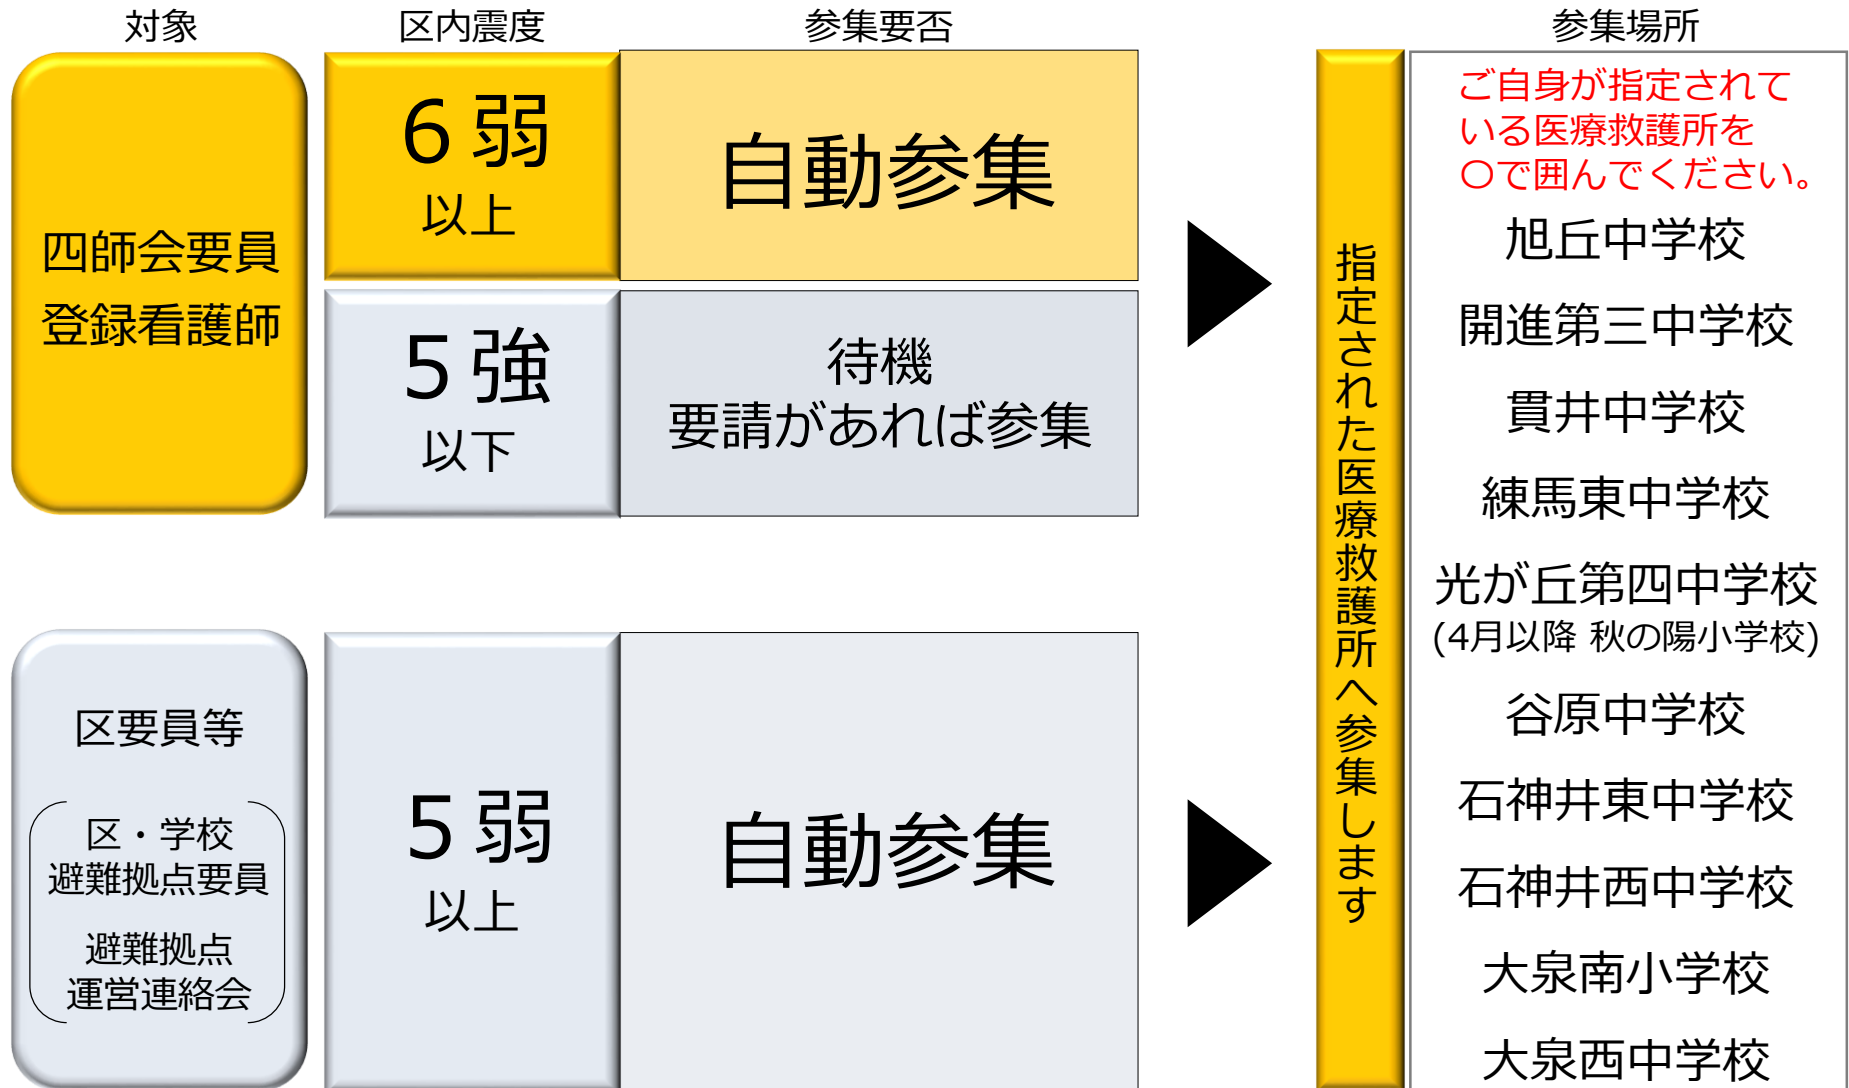 対象
区内震度
参集要否
参集場所
四師会要員
登録看護師
６弱
以上
自動参集
５強
以下
待機
要請があれば参集
区要員等
区・学校
避難拠点要員
避難拠点
運営連絡会
５弱
以上
自動参集
指定された医療救護所へ参集します
ご自身が指定されて
いる医療救護所を
〇で囲んでください。
旭丘中学校
開進第三中学校
貫井中学校
練馬東中学校
光が丘第四中学校
(4月以降 秋の陽小学校)
谷原中学校
石神井東中学校
石神井西中学校
大泉南小学校
大泉西中学校